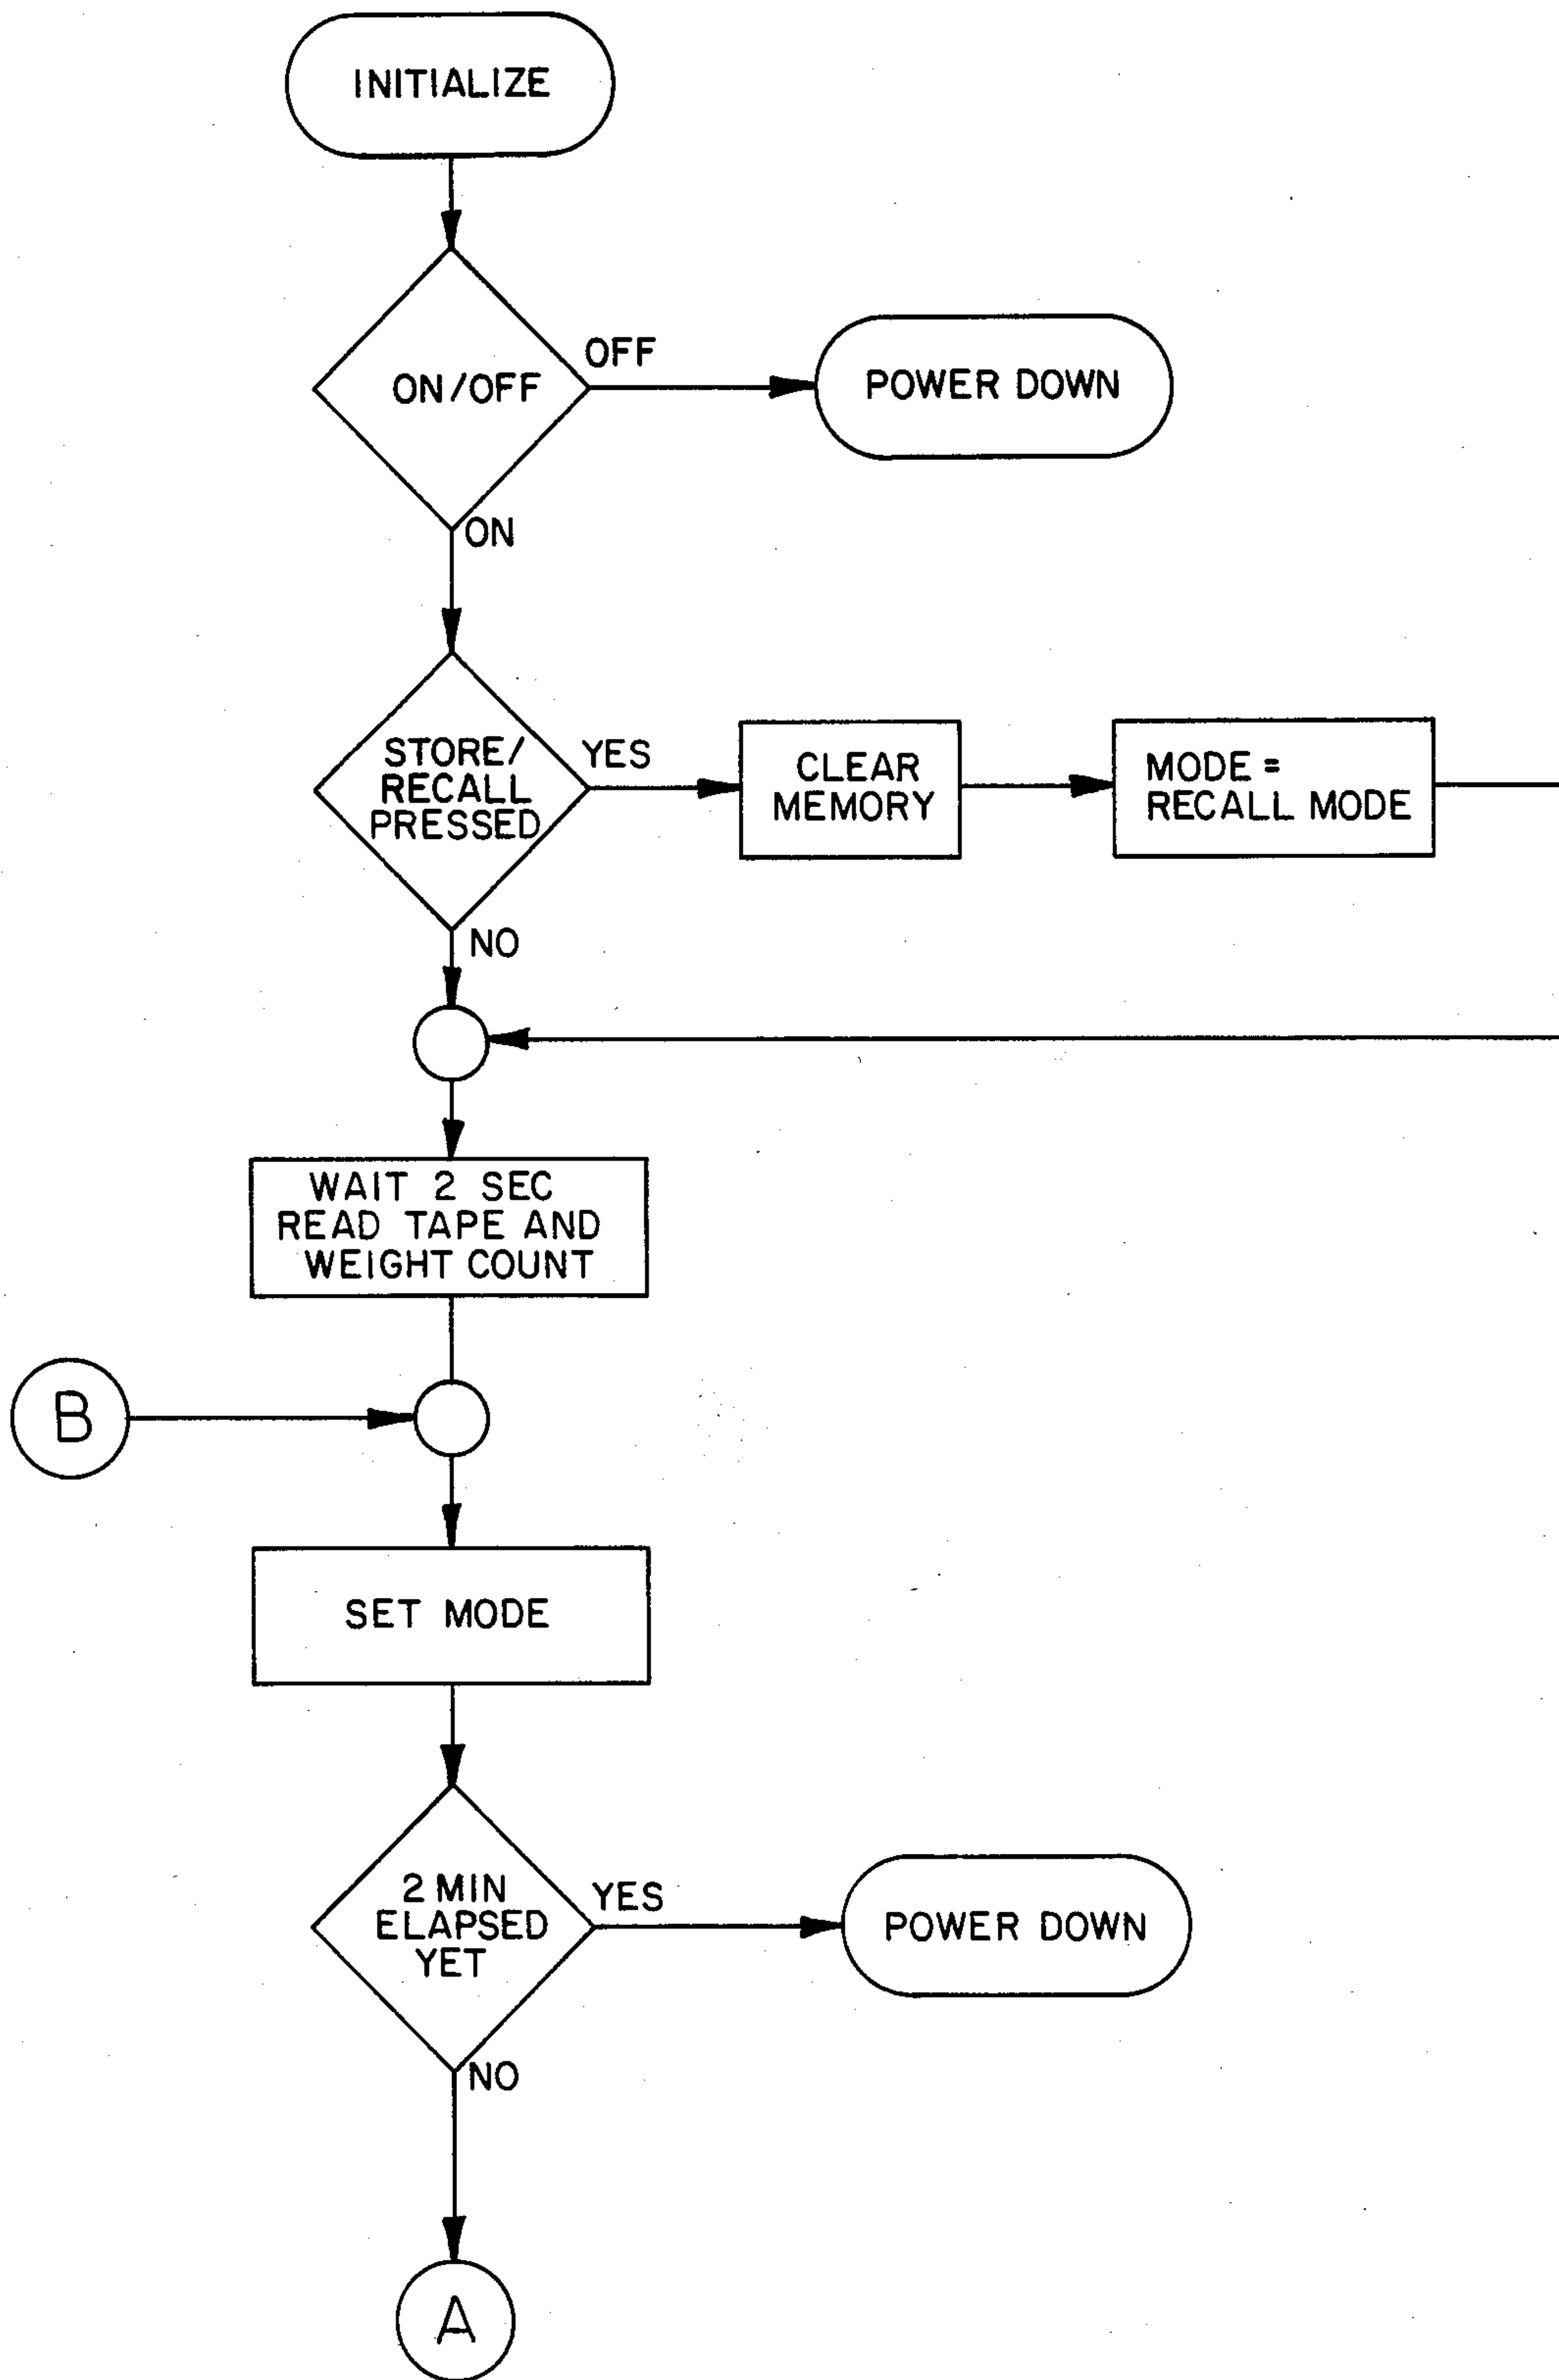 INITIALIZE
ON/OFF
OFF
POWER DOWN
ON
STORE/
RECALL
PRESSED
YES
CLEAR
MEMORY
MODE =
RECALL MODE
NO
WAIT 2 SEC
READ TAPE AND
WEIGHT COUNT
B
SET MODE
2 MIN
ELAPSED
YET
YES
POWER DOWN
NO
A